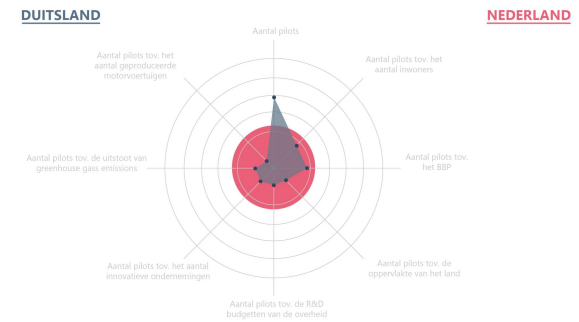 DUITSLAND
NEDERLAND
Aantal pilots
Aantal pilots tov. het
aantal geproduceerde
motorvoertuigen
Aantal pilots tov. het
aantal inwoners
Aantal pilots tov. de uitstoot van
greenhouse gass emissions
Aantal pilots tov.
het BBP
Aantal pilots tov. het aantal
innovatieve ondernemingen
Aantal pilots tov. de
oppervlakte van het land
Aantal pilots tov. de R&D
budgetten van de overheid